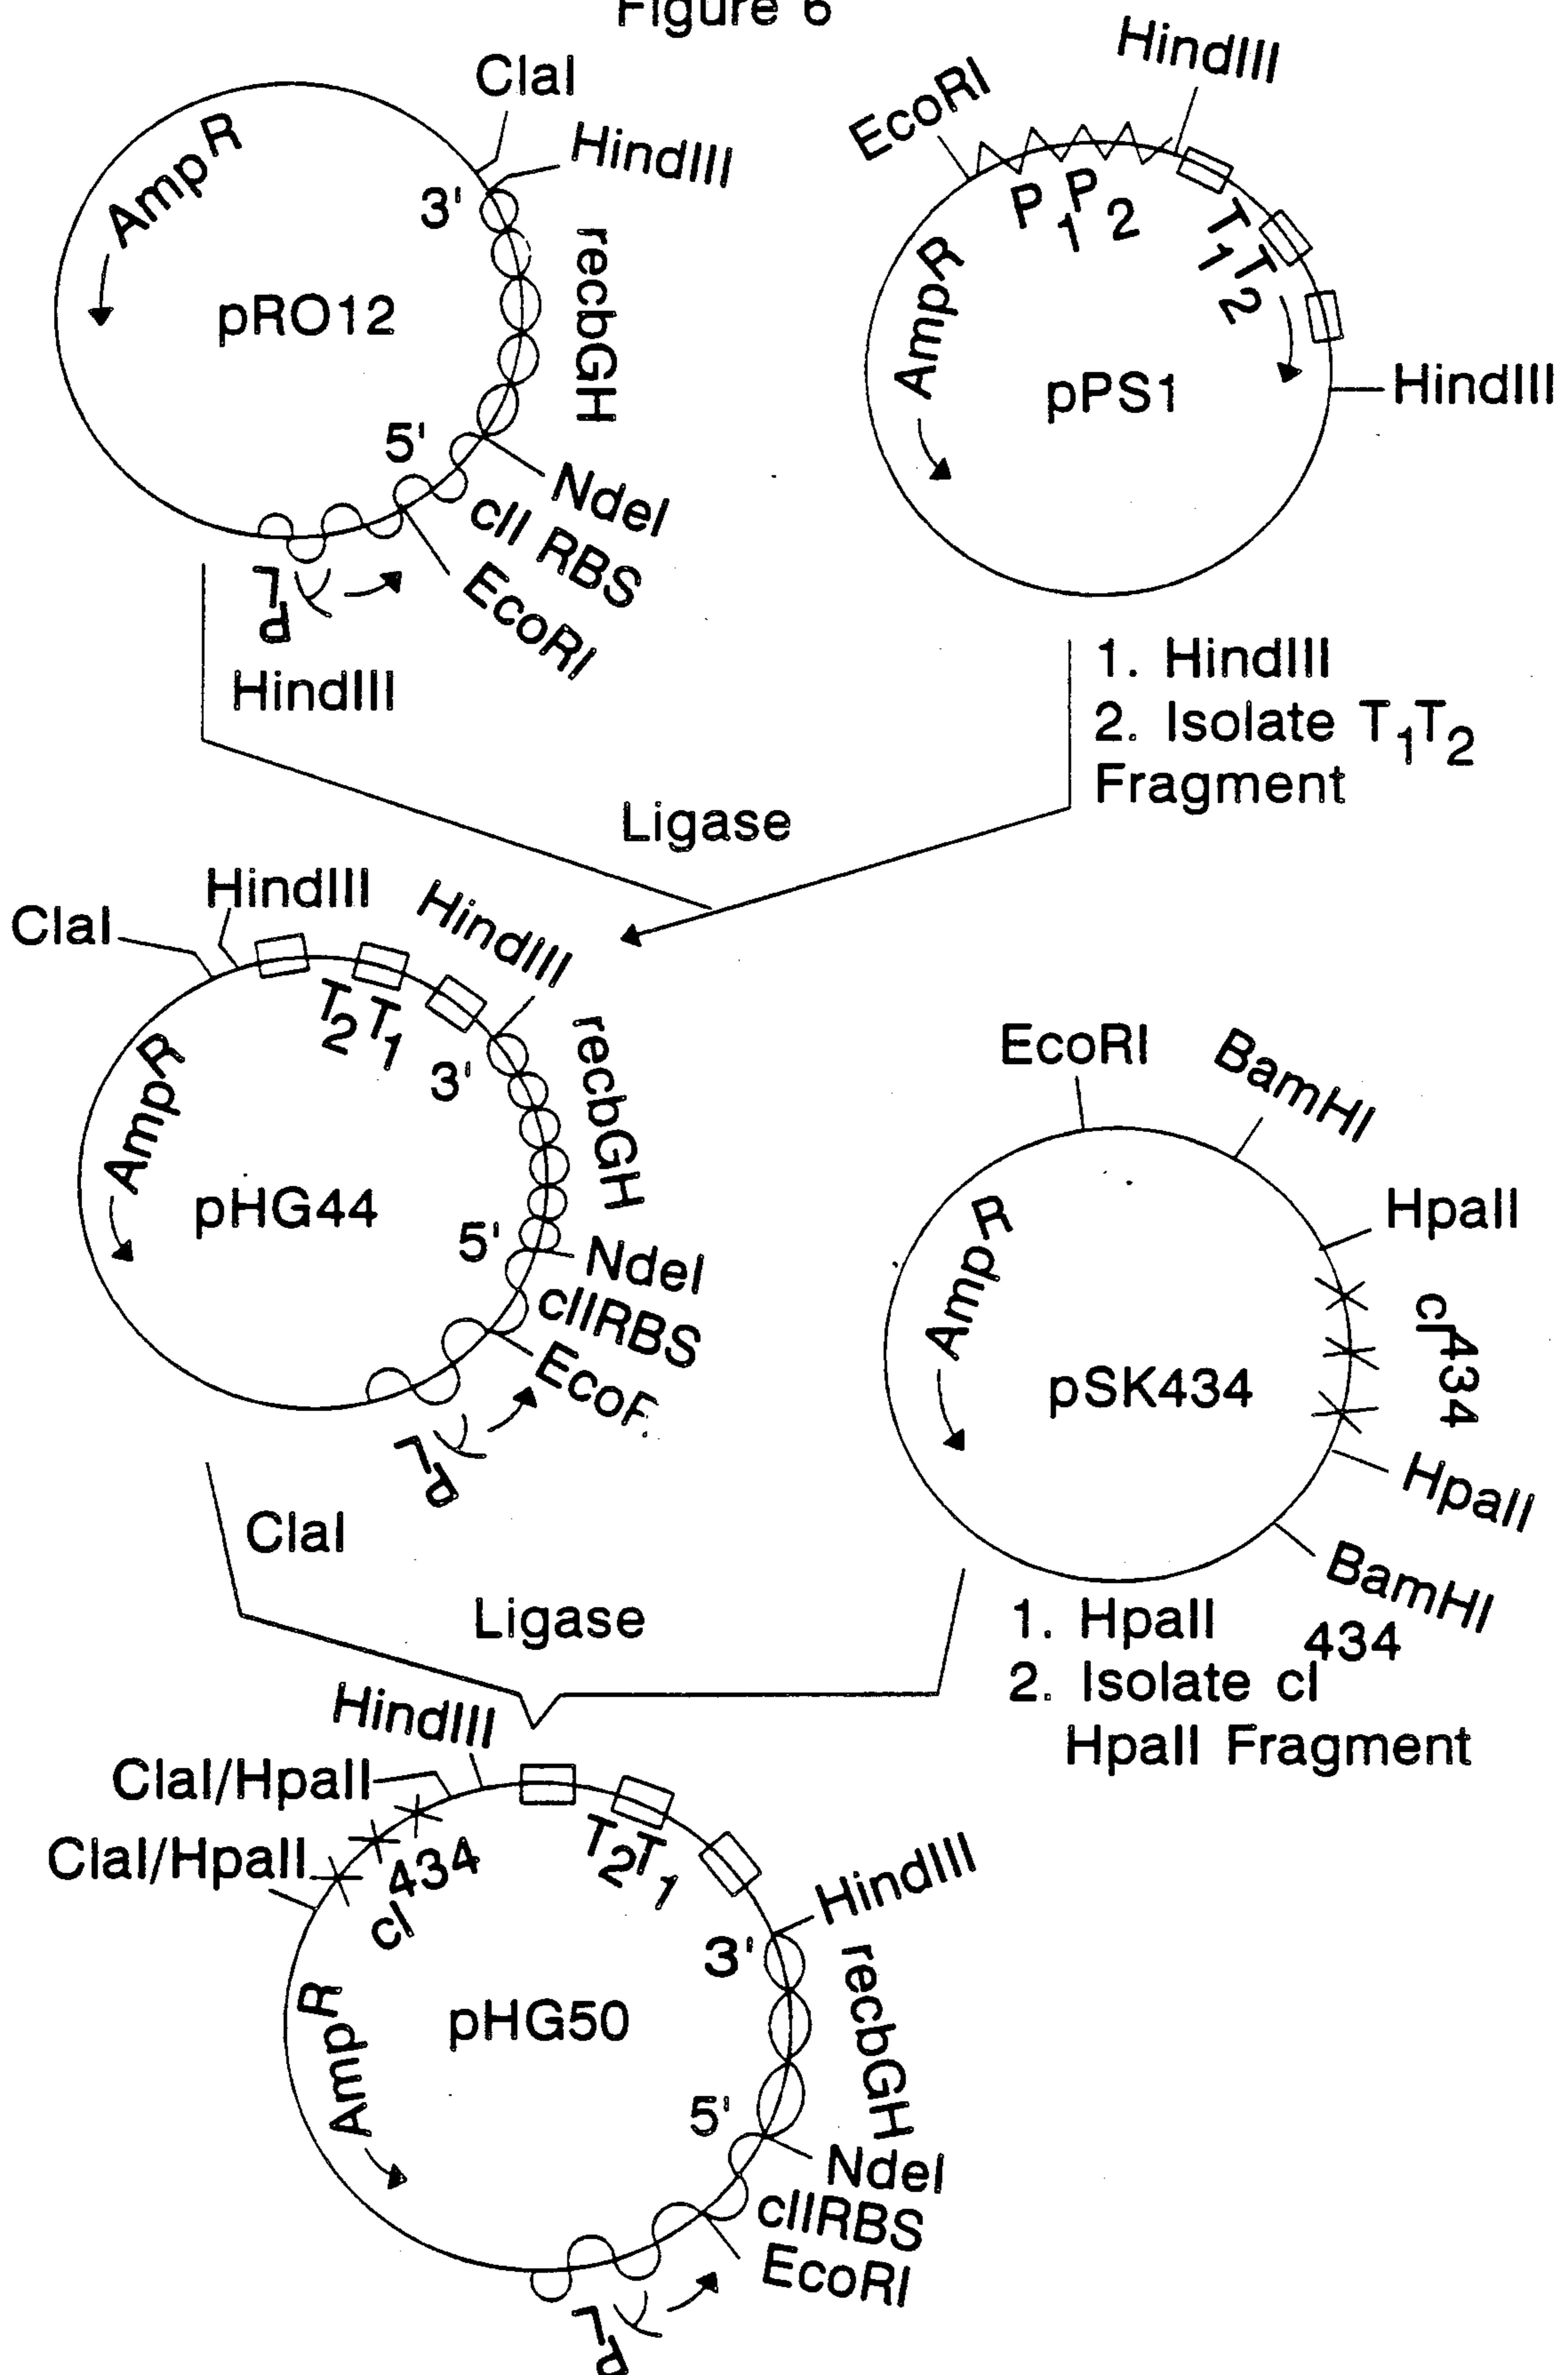 Figure 6
ClaI
HindIII
AmpR
3'
recbGH
pRO12
5'
NdeI
cII RBS
EcoRI
PL
HindIII
EcoRI
HindIII
P1P2
T1T2
AmpR
pPS1
HindIII
1. HindIII
2. Isolate T1T2
Fragment
Ligase
ClaI
HindIII
HindIII
T2T1
3'
recbGH
AmpR
pHG44
5'
NdeI
cIIRBS
PL
ClaI
EcoRI
BamHI
HpaII
AmpR
cI434
pSK434
HpaII
BamHI
1. HpaII
2. Isolate cI434
HpaII Fragment
Ligase
HindIII
ClaI/HpaII
ClaI/HpaII
cI434
T2T1
HindIII
3'
recbGH
AmpR
pHG50
5'
NdeI
cIIRBS
EcoRI
PL